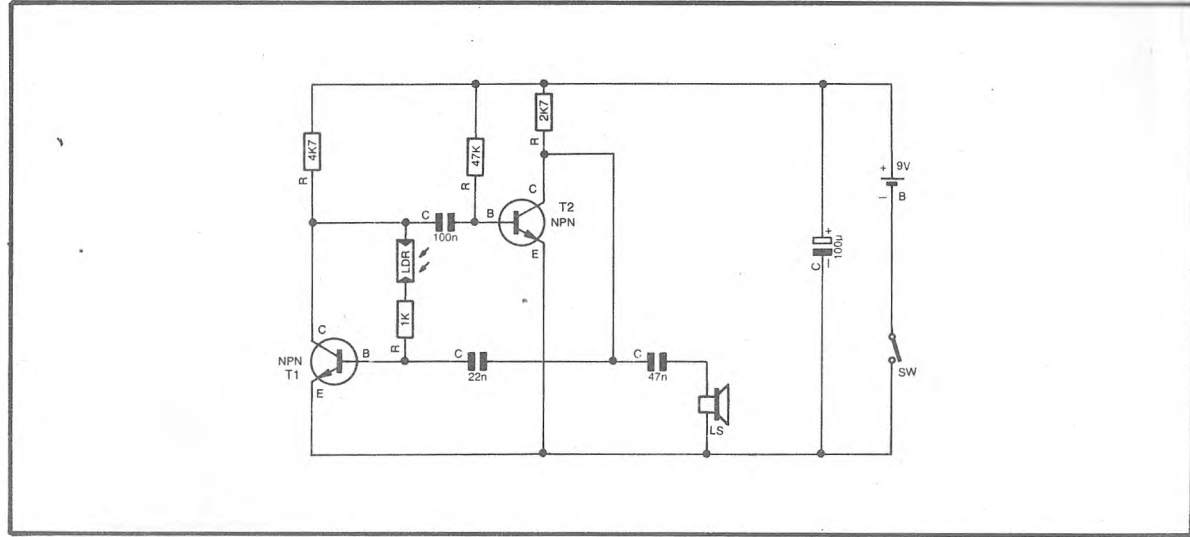 2K7
R
4K7
R
47K
R
9V
+
–
B
C
T2
NPN
C
100n
B
E
LDR
+
100µ
C
–
1K
R
C
NPN
T1
B
E
C
22n
C
47n
SW
LS